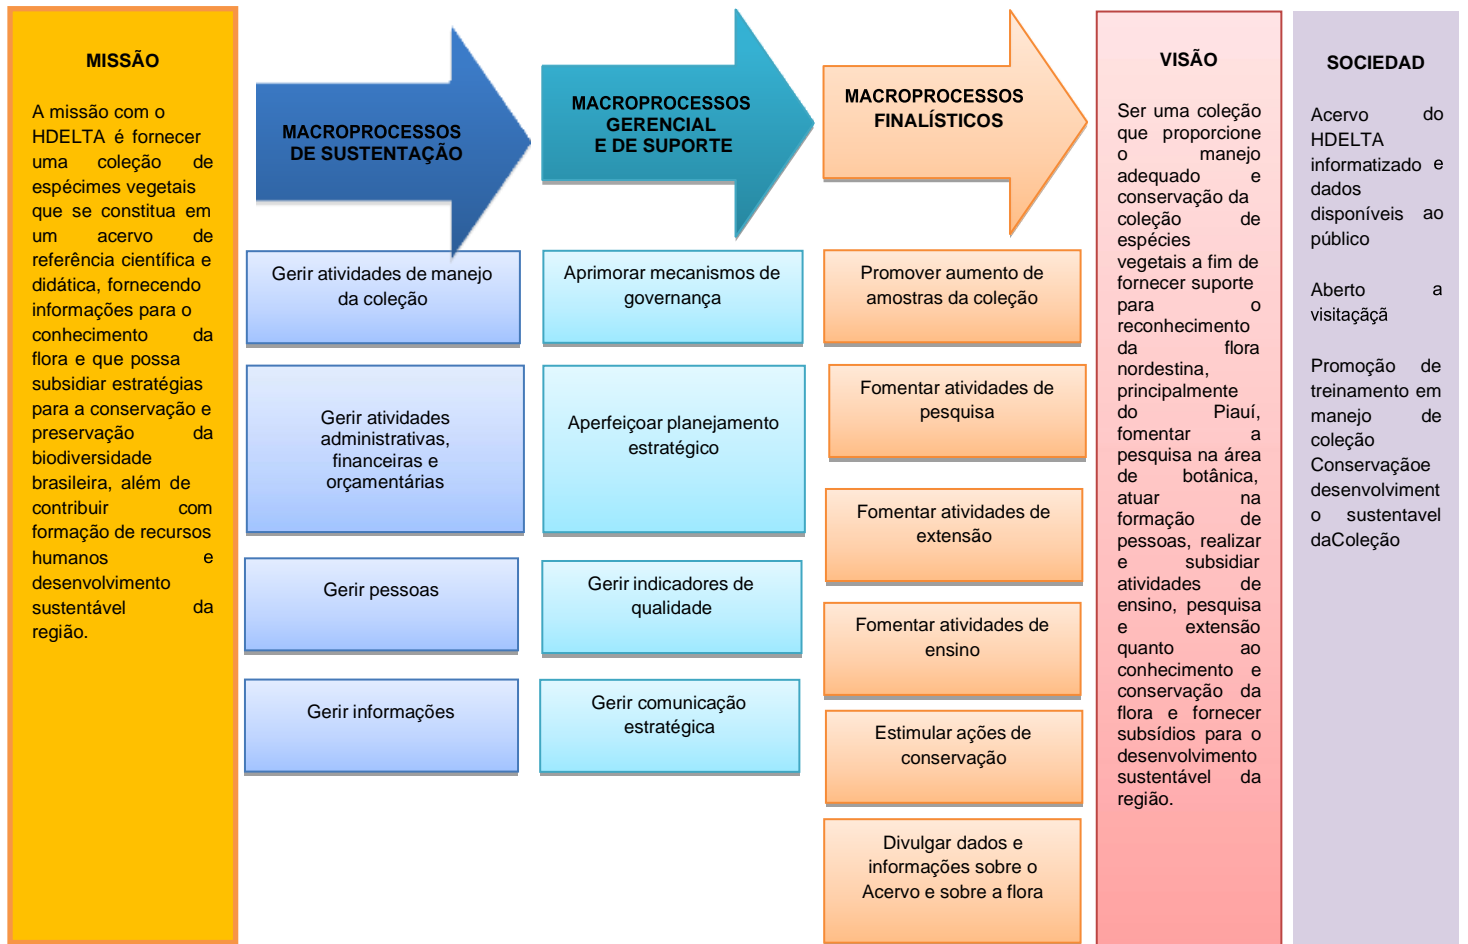 MISSÃO
A missão com o
HDELTA é fornecer
uma coleção de
espécimes vegetais
que se constitua em
um acervo de
referência científica e
didática, fornecendo
informações para o
conhecimento da
flora e que possa
subsidiar estratégias
para a conservação e
preservação da
biodiversidade
brasileira, além de
contribuir com
formação de recursos
humanos e
desenvolvimento
sustentável da
região.
MACROPROCESSOS
DE SUSTENTAÇÃO
Gerir atividades de manejo
da coleção
Gerir atividades
administrativas,
financeiras e
orçamentárias
Gerir pessoas
Gerir informações
MACROPROCESSOS
GERENCIAL
E DE SUPORTE
Aprimorar mecanismos de
governança
Aperfeiçoar planejamento
estratégico
Gerir indicadores de
qualidade
Gerir comunicação
estratégica
MACROPROCESSOS
FINALÍSTICOS
Promover aumento de
amostras da coleção
Fomentar atividades de
pesquisa
Fomentar atividades de
extensão
Fomentar atividades de
ensino
Estimular ações de
conservação
Divulgar dados e
informações sobre o
Acervo e sobre a flora
VISÃO
Ser uma coleção
que proporcione
o manejo
adequado e
conservação da
coleção de
espécies
vegetais a fim de
fornecer suporte
para o
reconhecimento
da flora
nordestina,
principalmente
do Piauí,
fomentar a
pesquisa na área
de botânica,
atuar na
formação de
pessoas, realizar
e subsidiar
atividades de
ensino, pesquisa
e extensão
quanto ao
conhecimento e
conservação da
flora e fornecer
subsídios para o
desenvolvimento
sustentável da
região.
SOCIEDAD
Acervo do
HDELTA
informatizado e
dados
disponíveis ao
público
Aberto a
visitaçãçã
Promoção de
treinamento em
manejo de
coleção
Conservaçãoe
desenvolviment
o sustentavel
daColeção